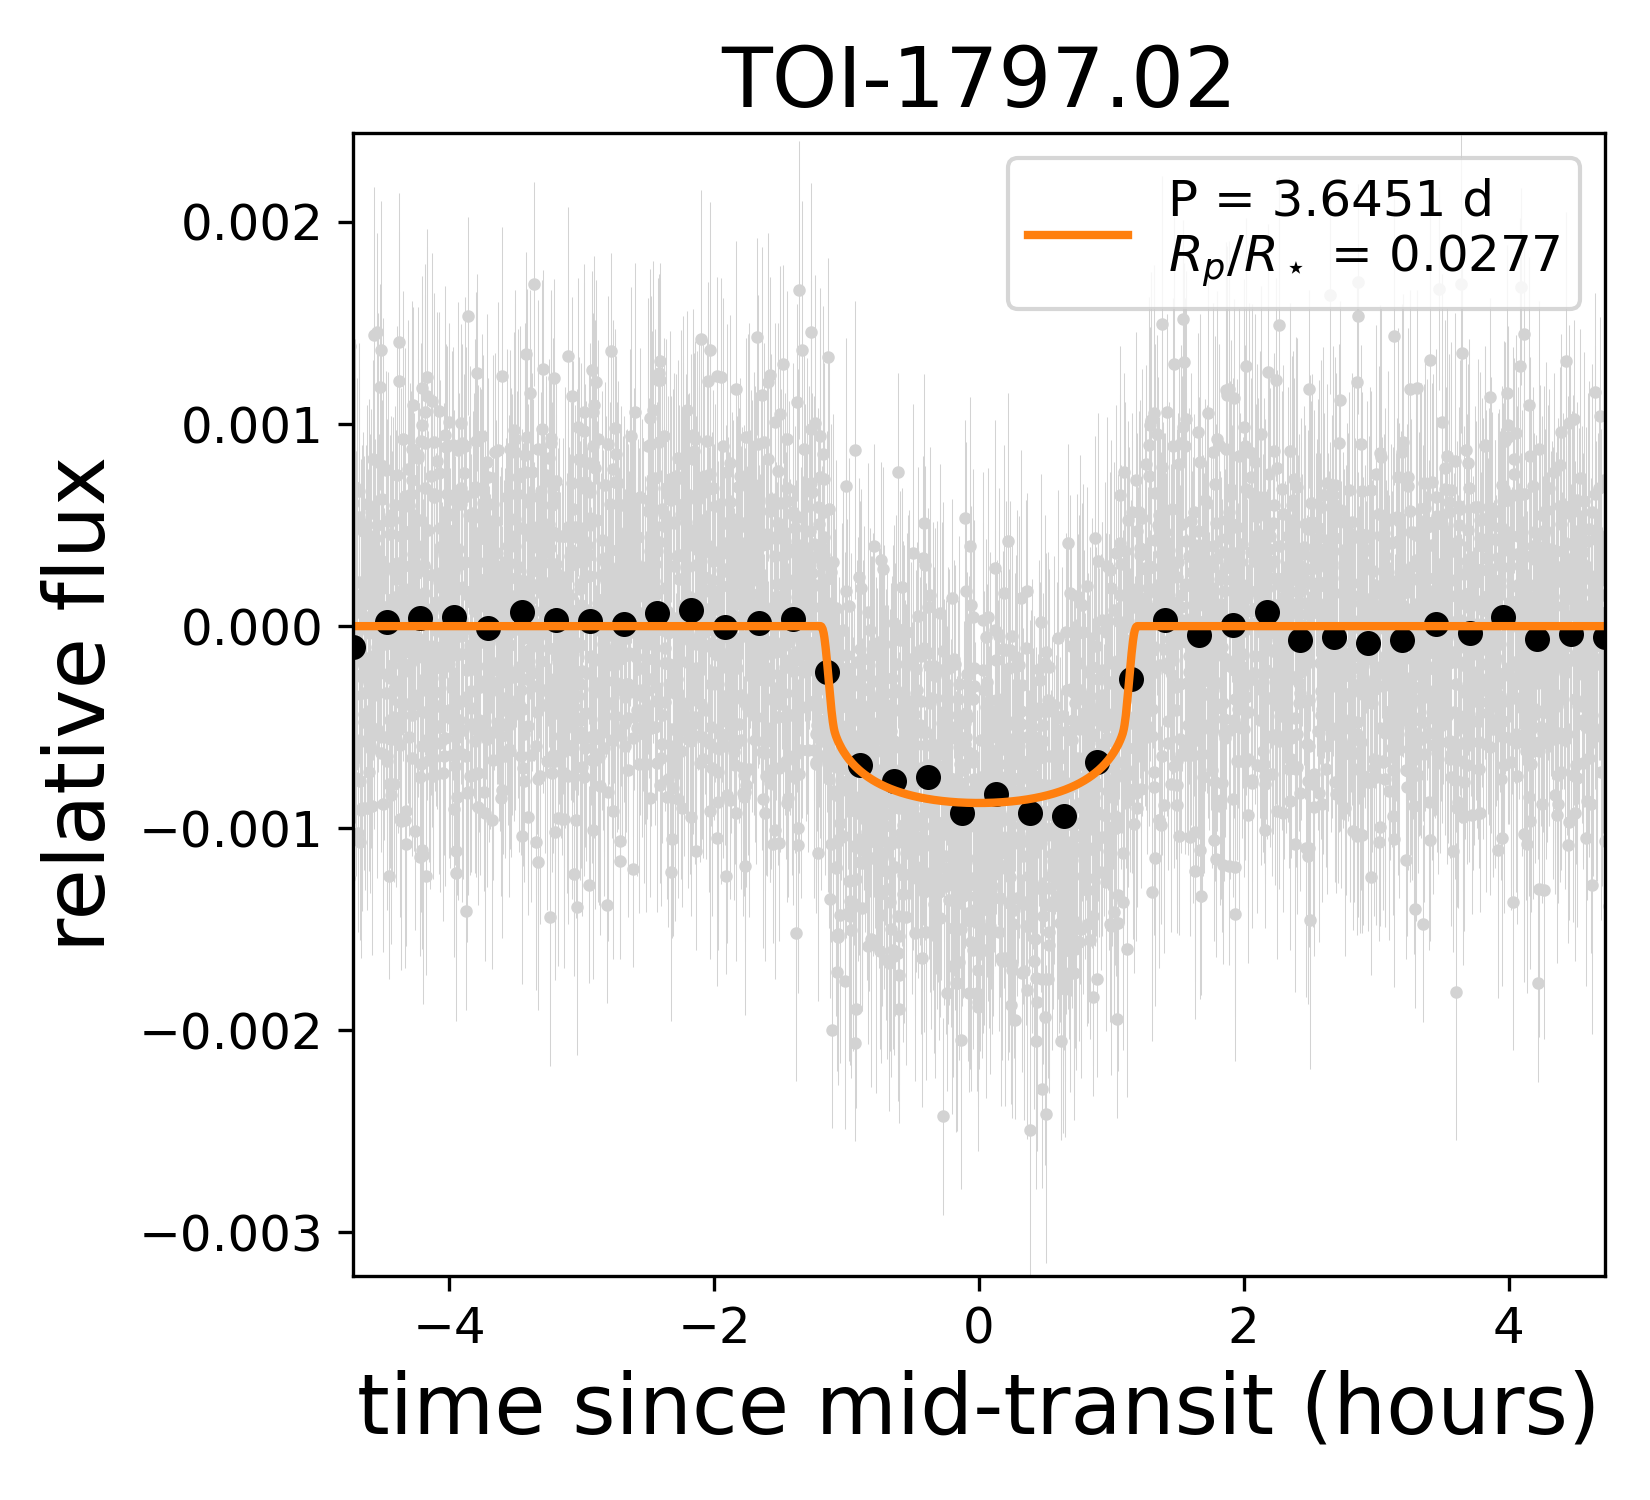 TOI-1797.02
P = 3.6451 d
R_p/R_⋆ = 0.0277
0.002
0.001
0.000
−0.001
−0.002
−0.003
relative flux
−4 −2 0 2 4
time since mid-transit (hours)